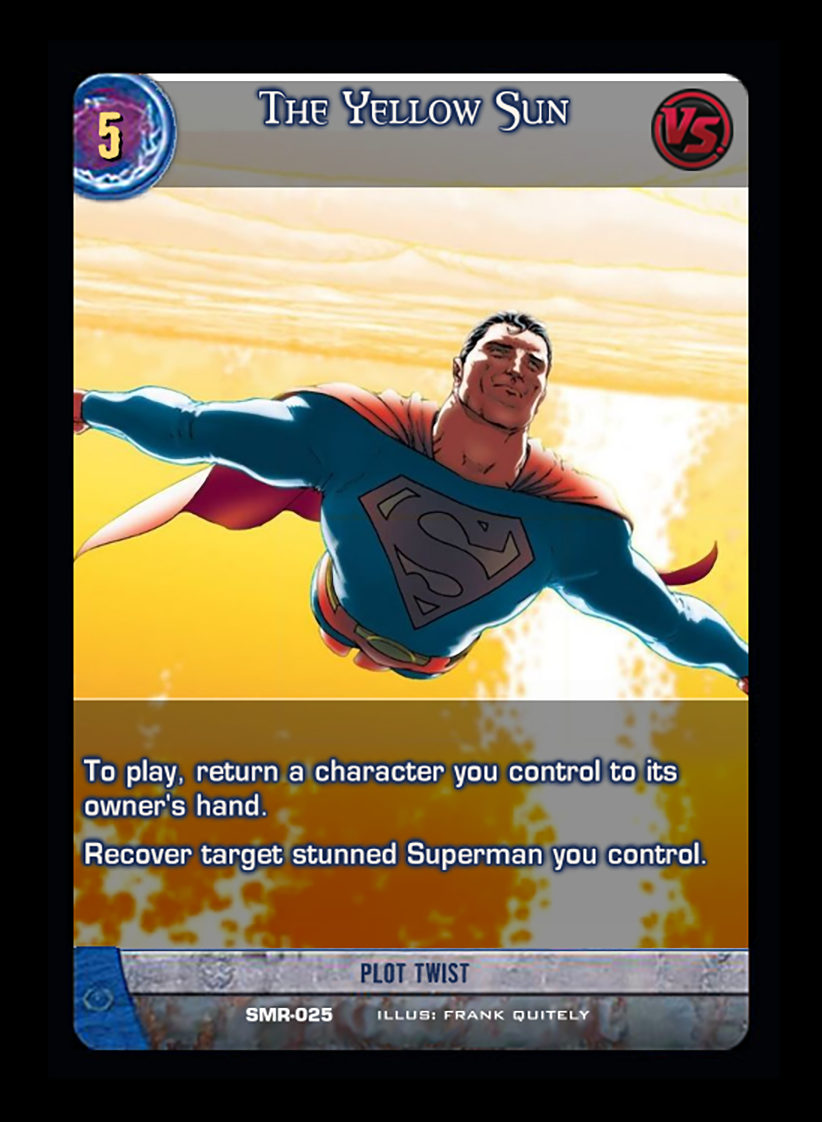 5
The Yellow Sun
VS.
S
To play, return a character you control to its
owner's hand.
Recover target stunned Superman you control.
PLOT TWIST
SMR-025 ILLUS: FRANK QUITELY